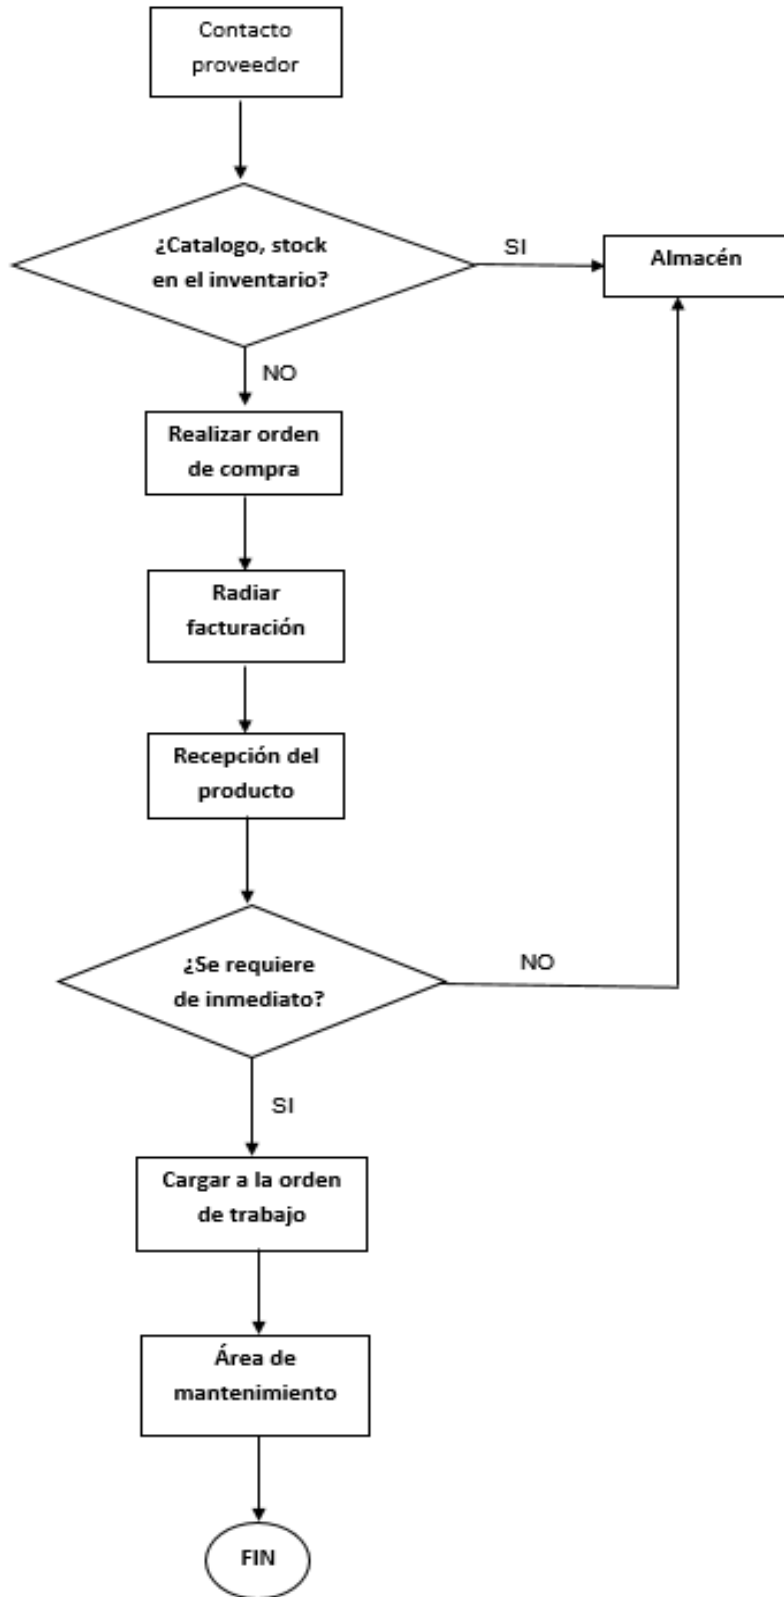 Contacto
proveedor
¿Catalogo, stock
en el inventario?
SI
Almacén
NO
Realizar orden
de compra
Radiar
facturación
Recepción del
producto
¿Se requiere
de inmediato?
NO
SI
Cargar a la orden
de trabajo
Área de
mantenimiento
FIN